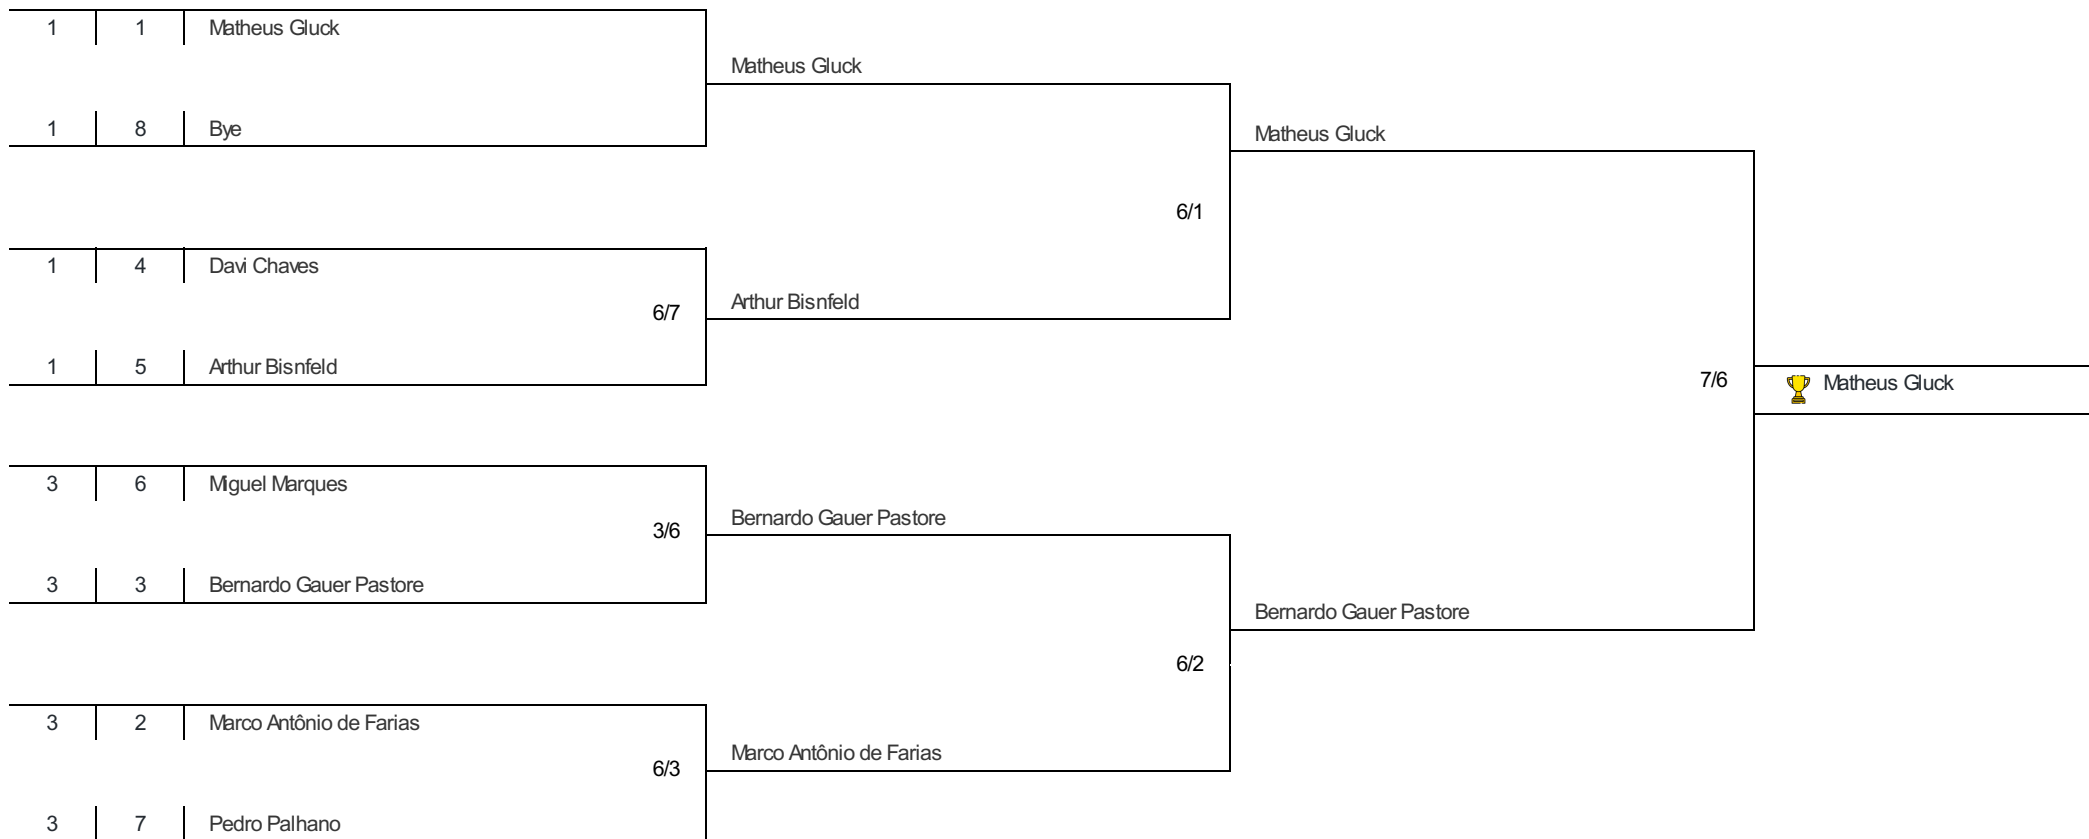 1 1 Matheus Gluck
Matheus Gluck
1 8 Bye
Matheus Gluck
6/1
1 4 Davi Chaves
6/7
Arthur Bisnfeld
1 5 Arthur Bisnfeld
7/6
Matheus Gluck
3 6 Miguel Marques
3/6
Bernardo Gauer Pastore
3 3 Bernardo Gauer Pastore
Bernardo Gauer Pastore
6/2
3 2 Marco Antônio de Farias
6/3
Marco Antônio de Farias
3 7 Pedro Palhano